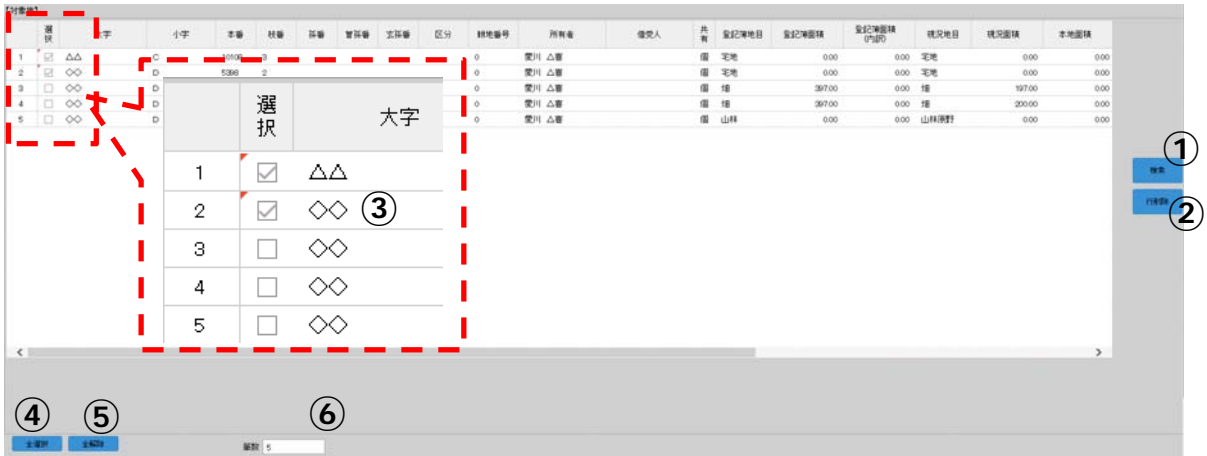 【対象地】
選択 大字 小字 本番 枝番 孫番 曽孫番 玄孫番 区分 耕地番号 所有者 借受人 共有 登記簿地目 登記簿面積 登記簿面積(内訳) 現況地目 現況面積 本地面積
1 △△ C 10108 3 0 愛川 △審 個 宅地 0.00 0.00 宅地 0.00 0.00
2 ◇◇ D 5396 2 0 愛川 △審 個 宅地 0.00 0.00 宅地 0.00 0.00
3 ◇◇ D 0 愛川 △審 個 畑 397.00 0.00 畑 197.00 0.00
4 ◇◇ D 0 愛川 △審 個 畑 397.00 0.00 畑 200.00 0.00
5 ◇◇ D 0 愛川 △審 個 山林 0.00 0.00 山林原野 0.00 0.00
選択 大字
1 △△
2 ◇◇ ③
3 ◇◇
4 ◇◇
5 ◇◇
①
検索
行削除
②
④ ⑤ ⑥
全選択 全解除 筆数 5